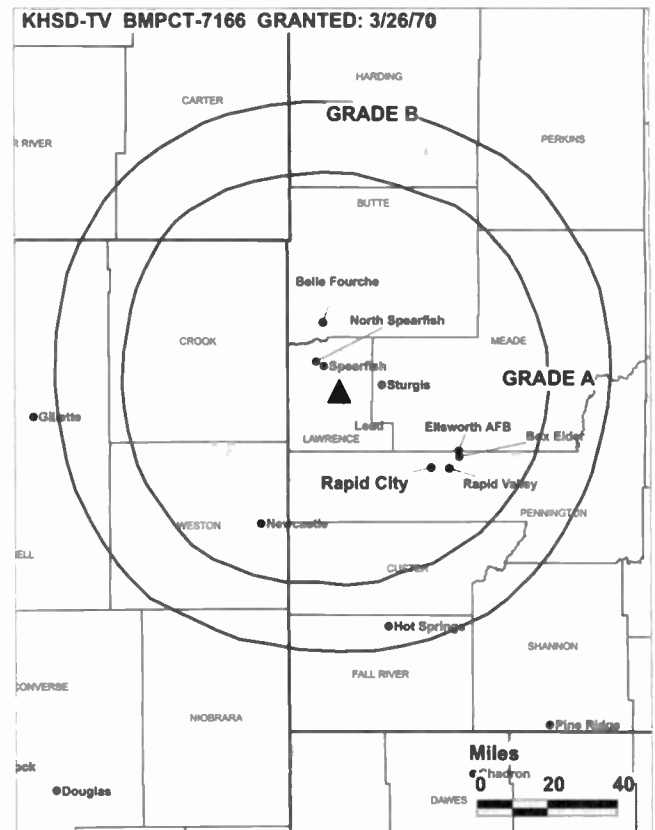 KHSD-TV BMPCT-7166 GRANTED: 3/26/70
HARDING
CARTER
GRADE B
R RIVER
PERKINS
BUTTE
Belle Fourche
North Spearfish
CROOK
MEADE
Spearfish
GRADE A
Sturgis
Gillette
Lead
Ellsworth AFB
LAWRENCE
Box Elder
Rapid City
Rapid Valley
PENNINGTON
WESTON
Newcastle
ELL
CUSTER
Hot Springs
SHANNON
FALL RIVER
CONVERSE
NIOBRARA
Pine Ridge
Miles
ock
Chadron
0 20 40
Douglas
DAWES